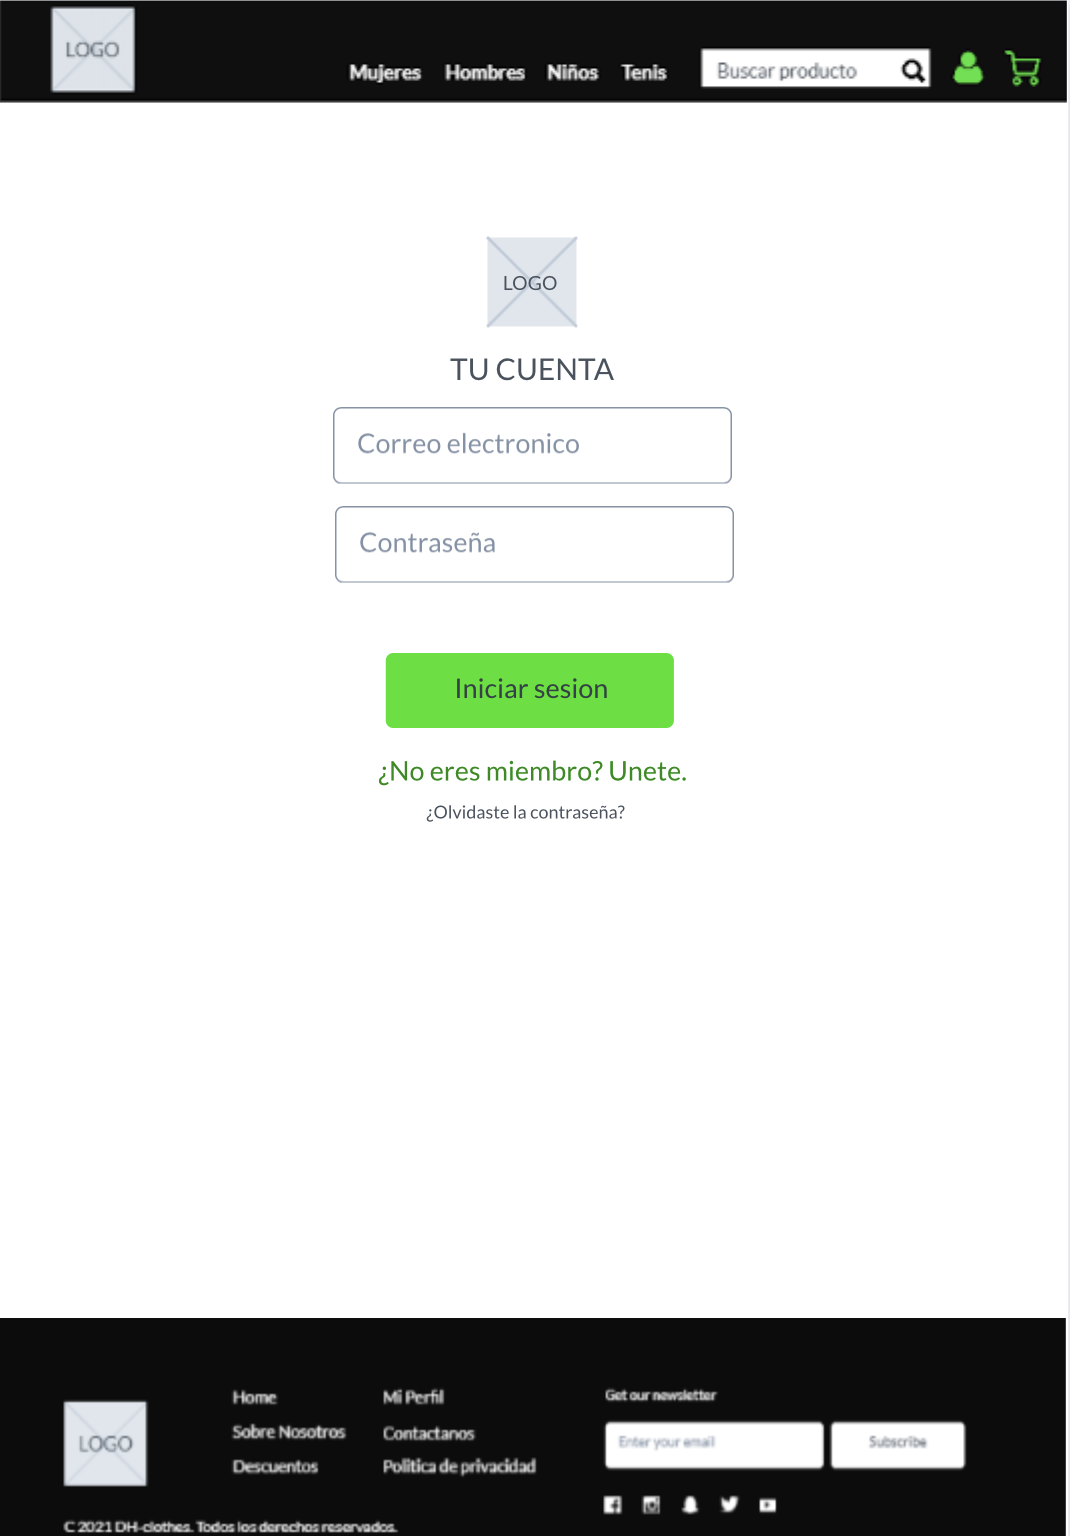 LOGO
Mujeres Hombres Niños Tenis Buscar producto
LOGO
TU CUENTA
Correo electronico
Contraseña
Iniciar sesion
¿No eres miembro? Unete.
¿Olvidaste la contraseña?
LOGO
Home
Sobre Nosotros
Descuentos
Mi Perfil
Contactanos
Politica de privacidad
Get our newsletter
Enter your email Subscribe
C 2021 DH-clothes. Todos los derechos reservados.